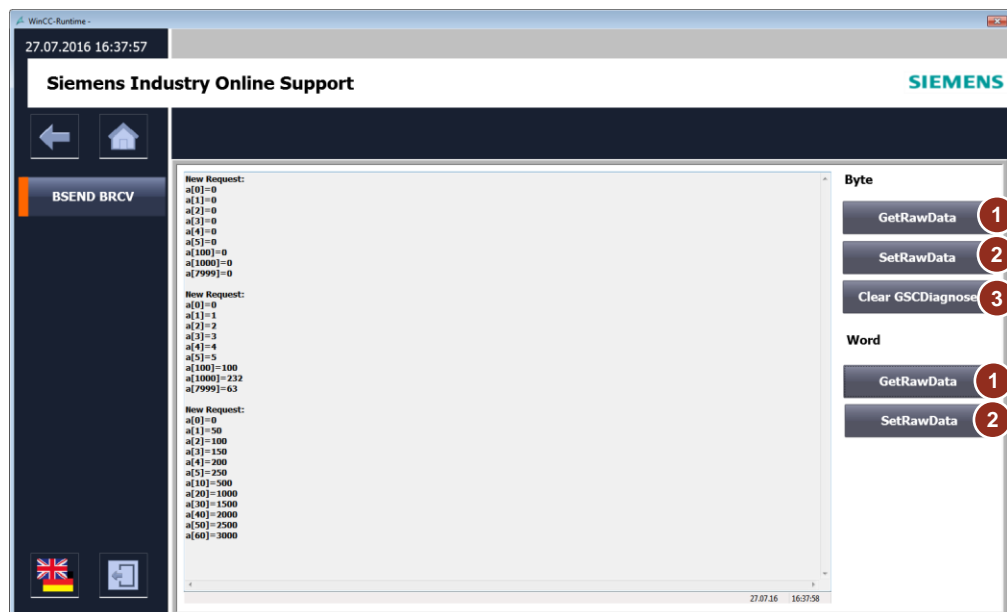 WinCC-Runtime -
27.07.2016 16:37:57
Siemens Industry Online Support
SIEMENS
BSEND BRCV
New Request:
a[0]=0
a[1]=0
a[2]=0
a[3]=0
a[4]=0
a[5]=0
a[100]=0
a[1000]=0
a[7999]=0
New Request:
a[0]=0
a[1]=1
a[2]=2
a[3]=3
a[4]=4
a[5]=5
a[100]=100
a[1000]=232
a[7999]=63
New Request:
a[0]=0
a[1]=50
a[2]=100
a[3]=150
a[4]=200
a[5]=250
a[10]=500
a[20]=1000
a[30]=1500
a[40]=2000
a[50]=2500
a[60]=3000
27.07.16 16:37:58
Byte
GetRawData 1
SetRawData 2
Clear GSCDiagnose 3
Word
GetRawData 1
SetRawData 2